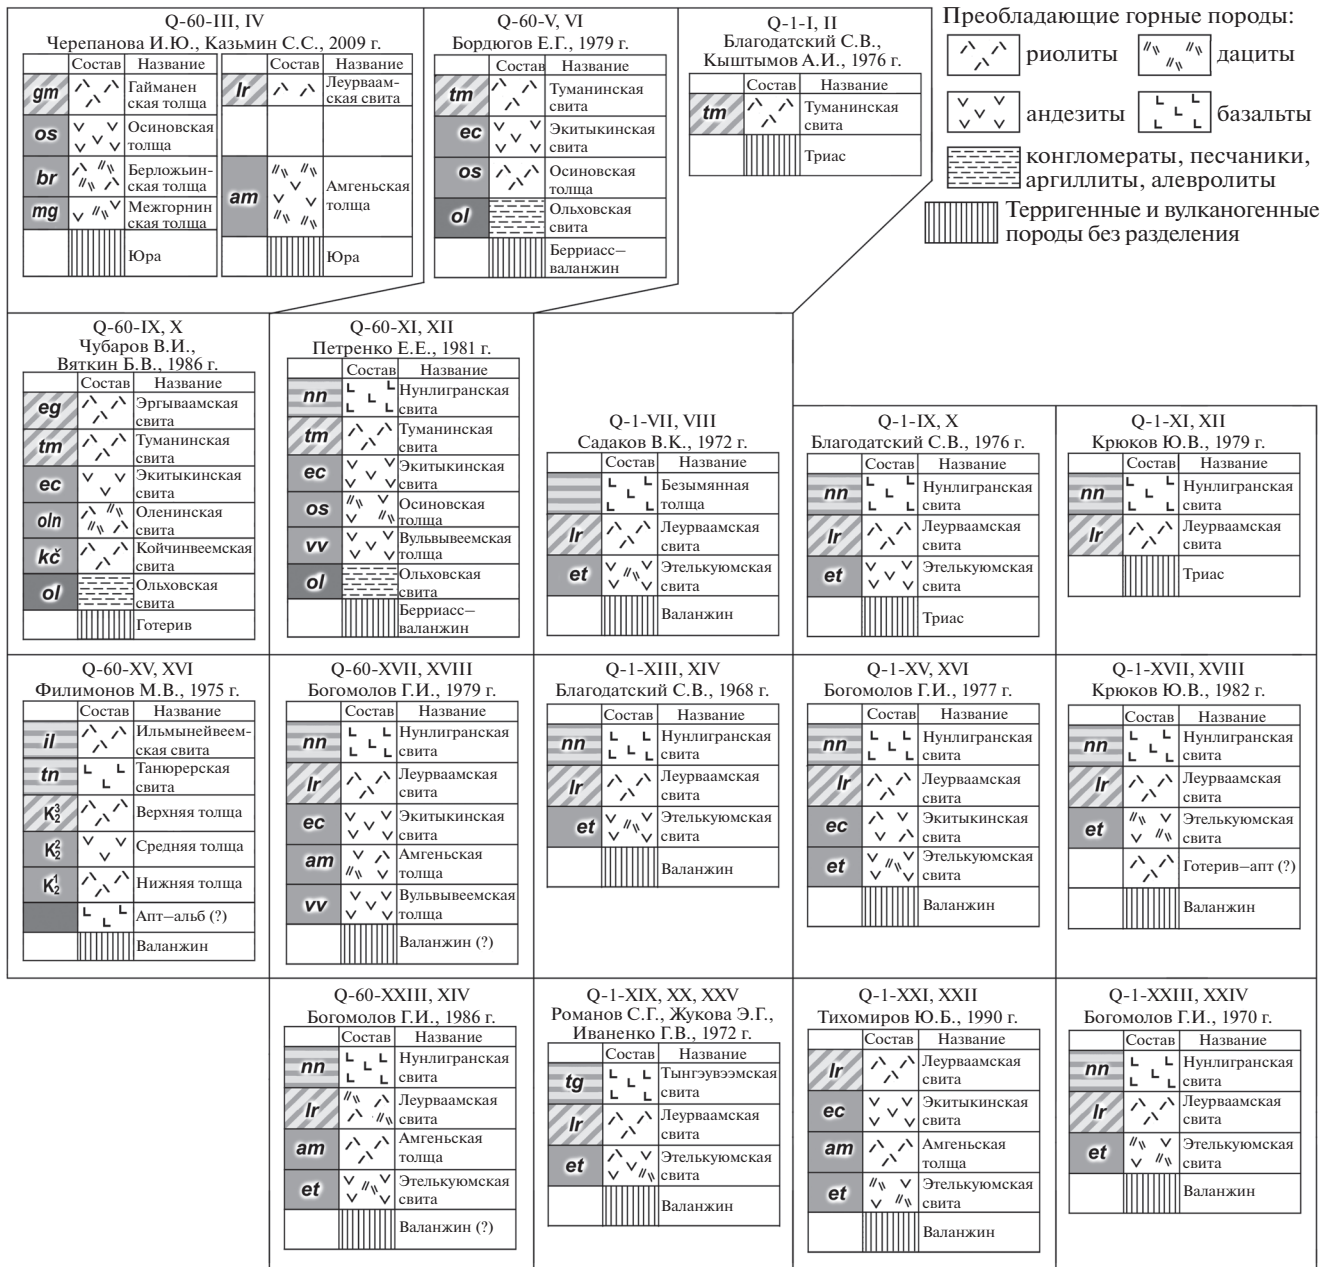 Q-60-III, IV
Черепанова И.Ю., Казьмин С.С., 2009 г.
Состав Название
gm Гайманен
ская толща
os Осиновская
толща
br Берложьин-
ская толща
mg Межгорнин
ская толща
Юра
Состав Название
lr Леурваам-
ская свита
am Амгеньская
толща
Юра
Q-60-V, VI
Бордюгов Е.Г., 1979 г.
Состав Название
tm Туманинская
свита
ec Экитыкинская
свита
os Осиновская
толща
ol Ольховская
свита
Берриасс–
валанжин
Q-1-I, II
Благодатский С.В.,
Кыштымов А.И., 1976 г.
Состав Название
tm Туманинская
свита
Триас
Преобладающие горные породы:
риолиты дациты
андезиты базальты
конгломераты, песчаники,
аргиллиты, алевролиты
Терригенные и вулканогенные
породы без разделения
Q-60-IX, X
Чубаров В.И.,
Вяткин Б.В., 1986 г.
Состав Название
eg Эргываамская
свита
tm Туманинская
свита
ec Экитыкинская
свита
oln Оленинская
свита
kč Койчинвеемская
свита
ol Ольховская
свита
Готерив
Q-60-XI, XII
Петренко Е.Е., 1981 г.
Состав Название
nn Нунлигранская
свита
tm Туманинская
свита
ec Экитыкинская
свита
os Осиновская
толща
vv Вульвывеемская
толща
ol Ольховская
свита
Берриасс–
валанжин
Q-1-VII, VIII
Садаков В.К., 1972 г.
Состав Название
Безымянная
толща
lr Леурваамская
свита
et Этелькуюмская
свита
Валанжин
Q-1-IX, X
Благодатский С.В., 1976 г.
Состав Название
nn Нунлигранская
свита
lr Леурваамская
свита
et Этелькуюмская
свита
Триас
Q-1-XI, XII
Крюков Ю.В., 1979 г.
Состав Название
nn Нунлигранская
свита
lr Леурваамская
свита
Триас
Q-60-XV, XVI
Филимонов М.В., 1975 г.
Состав Название
il Ильмынейвеем-
ская свита
tn Танюрерская
свита
K₂³ Верхняя толща
K₂² Средняя толща
K₂¹ Нижняя толща
Апт–альб (?)
Валанжин
Q-60-XVII, XVIII
Богомолов Г.И., 1979 г.
Состав Название
nn Нунлигранская
свита
lr Леурваамская
свита
ec Экитыкинская
свита
am Амгеньская
толща
vv Вульвывеемская
толща
Валанжин (?)
Q-1-XIII, XIV
Благодатский С.В., 1968 г.
Состав Название
nn Нунлигранская
свита
lr Леурваамская
свита
et Этелькуюмская
свита
Валанжин
Q-1-XV, XVI
Богомолов Г.И., 1977 г.
Состав Название
nn Нунлигранская
свита
lr Леурваамская
свита
ec Экитыкинская
свита
et Этелькуюмская
свита
Валанжин
Q-1-XVII, XVIII
Крюков Ю.В., 1982 г.
Состав Название
nn Нунлигранская
свита
lr Леурваамская
свита
et Этелькуюмская
свита
Готерив–апт (?)
Валанжин
Q-60-XXIII, XIV
Богомолов Г.И., 1986 г.
Состав Название
nn Нунлигранская
свита
lr Леурваамская
свита
am Амгеньская
толща
et Этелькуюмская
свита
Валанжин (?)
Q-1-XIX, XX, XXV
Романов С.Г., Жукова Э.Г.,
Иваненко Г.В., 1972 г.
Состав Название
tg Тынгэувээмская
свита
lr Леурваамская
свита
et Этелькуюмская
свита
Валанжин
Q-1-XXI, XXII
Тихомиров Ю.Б., 1990 г.
Состав Название
lr Леурваамская
свита
ec Экитыкинская
свита
am Амгеньская
толща
et Этелькуюмская
свита
Валанжин
Q-1-XXIII, XXIV
Богомолов Г.И., 1970 г.
Состав Название
nn Нунлигранская
свита
lr Леурваамская
свита
et Этелькуюмская
свита
Валанжин